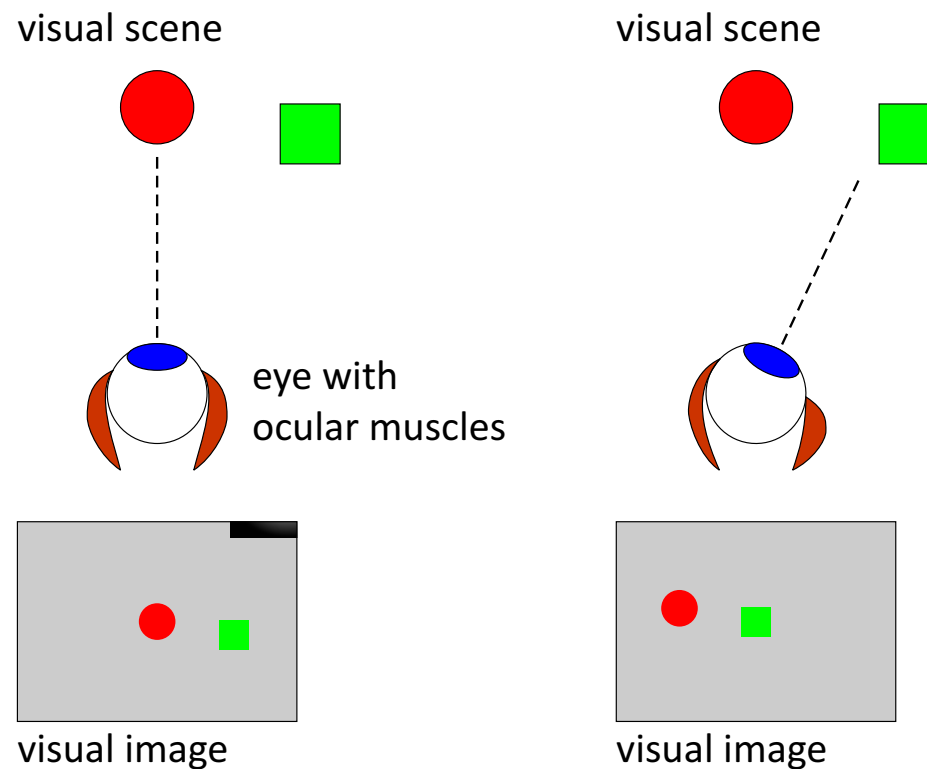 visual scene
visual scene
eye with
ocular muscles
visual image
visual image